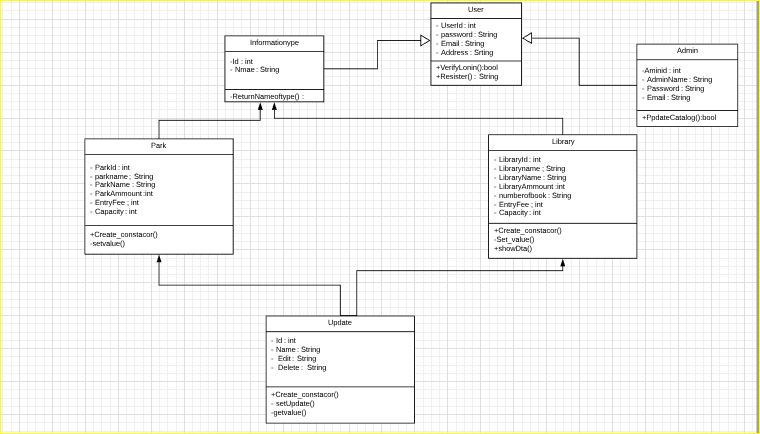 User
- UserId : int
- password : String
- Email : String
- Address : Srtring
+VerifyLonin():bool
+Resister() : String
Informationype
-Id : int
- Nmae : String
-ReturnNameoftype() :
Admin
-Aminid : int
- AdminName : String
- Password : String
- Email : String
+PpdateCatalog():bool
Park
- ParkId : int
- parkname ; String
- ParkName : String
- ParkAmmount :int
- EntryFee ; int
- Capacity : int
+Create_constacor()
-setvalue()
Library
- LibraryId : int
- Libraryname ; String
- LibraryName : String
- LibraryAmmount :int
- numberofbook : String
- EntryFee ; int
- Capacity : int
+Create_constacor()
-Set_value()
+showDta()
Update
- Id : int
- Name : String
- Edit : String
- Delete : String
+Create_constacor()
- setUpdate()
-getvalue()